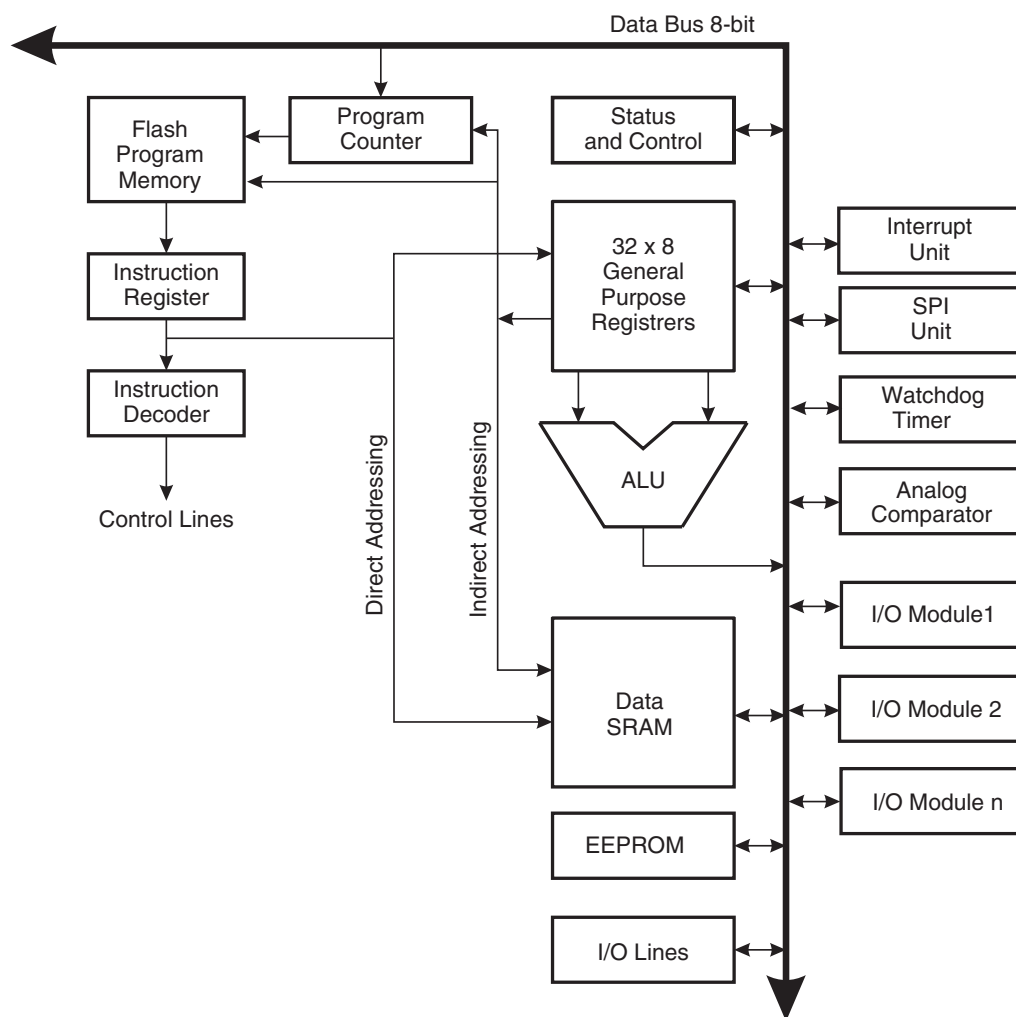 Data Bus 8-bit
Flash
Program
Memory
Program
Counter
Status
and Control
32 x 8
General
Purpose
Registrers
Interrupt
Unit
Instruction
Register
SPI
Unit
Instruction
Decoder
Watchdog
Timer
ALU
Analog
Comparator
Control Lines
Direct Addressing
Indirect Addressing
I/O Module1
Data
SRAM
I/O Module 2
I/O Module n
EEPROM
I/O Lines